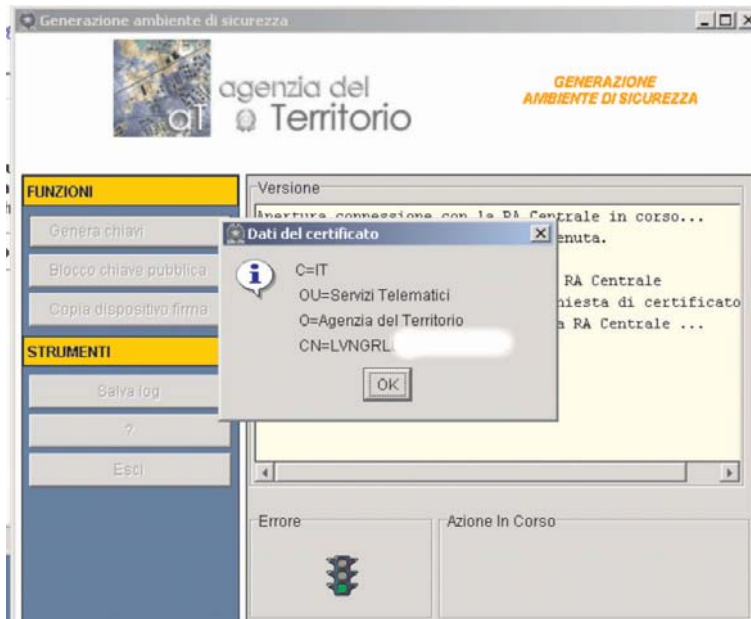 Generazione ambiente di sicurezza
aT
agenzia del
Territorio
GENERAZIONE
AMBIENTE DI SICUREZZA
FUNZIONI
Genera chiavi
Blocco chiave pubblica
Copia dispositivo firma
STRUMENTI
Salva log
?
Esci
Versione
Apertura connessione con la RA Centrale in corso...
enuta.
RA Centrale
hiesta di certificato
a RA Centrale ...
Dati del certificato
C=IT
OU=Servizi Telematici
O=Agenzia del Territorio
CN=LVNGRL
OK
Errore
Azione In Corso